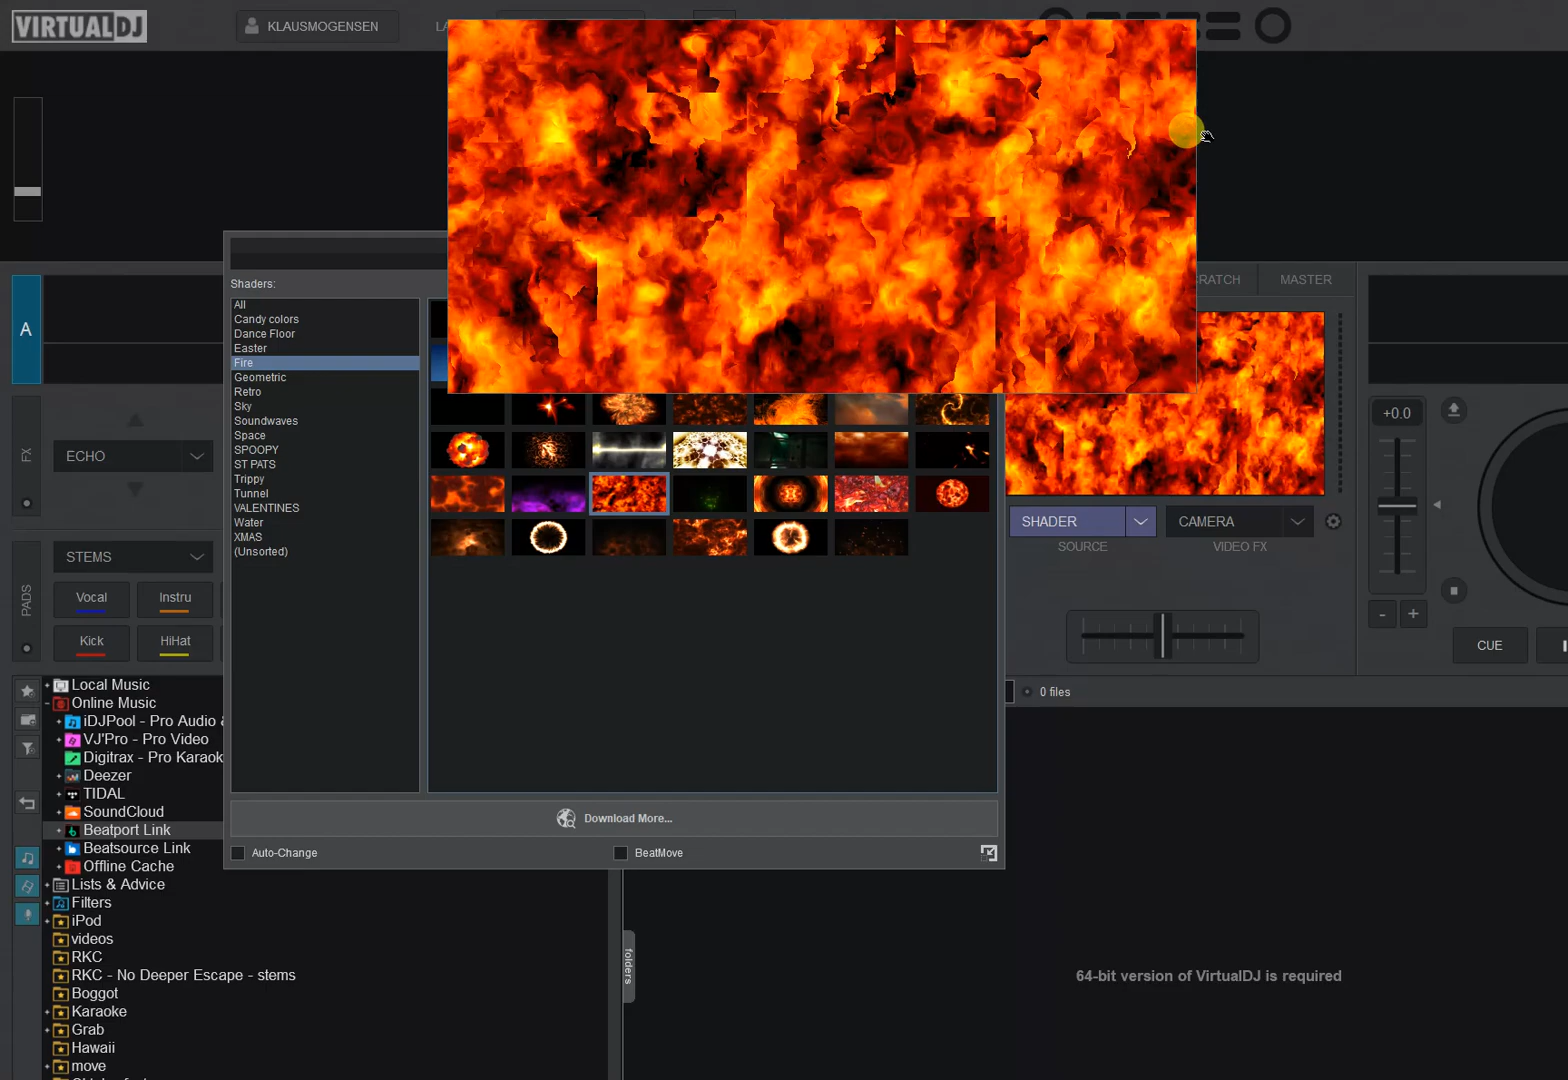 VIRTUALDJ
KLAUSMOGENSEN
LA
RATCH
MASTER
Shaders:
All
Candy colors
Dance Floor
Easter
Fire
Geometric
Retro
Sky
Soundwaves
Space
SPOOPY
ST PATS
Trippy
Tunnel
VALENTINES
Water
XMAS
(Unsorted)
A
FX
ECHO
PADS
STEMS
Vocal
Instru
Kick
HiHat
SHADER
SOURCE
CAMERA
VIDEO FX
+0.0
-
+
CUE
0 files
Download More...
Auto-Change
BeatMove
Local Music
Online Music
iDJPool - Pro Audio &
VJ'Pro - Pro Video
Digitrax - Pro Karaok
Deezer
TIDAL
SoundCloud
Beatport Link
Beatsource Link
Offline Cache
Lists & Advice
Filters
iPod
videos
RKC
RKC - No Deeper Escape - stems
Boggot
Karaoke
Grab
Hawaii
move
folders
64-bit version of VirtualDJ is required